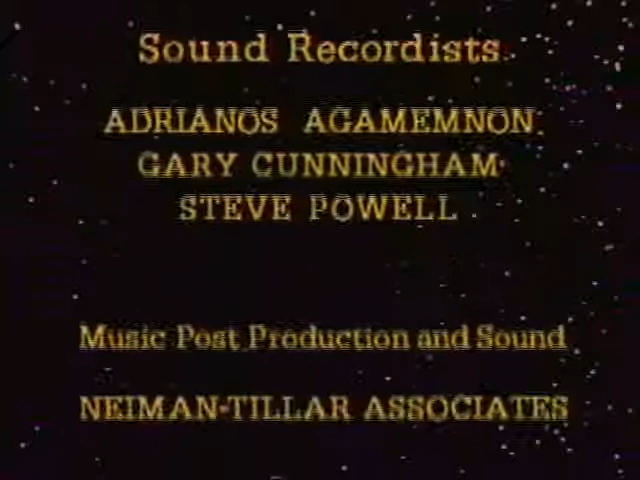 Sound Recordists
ADRIANOS AGAMEMNON
GARY CUNNINGHAM
STEVE POWELL
Music Post Production and Sound
NEIMAN-TILLAR ASSOCIATES